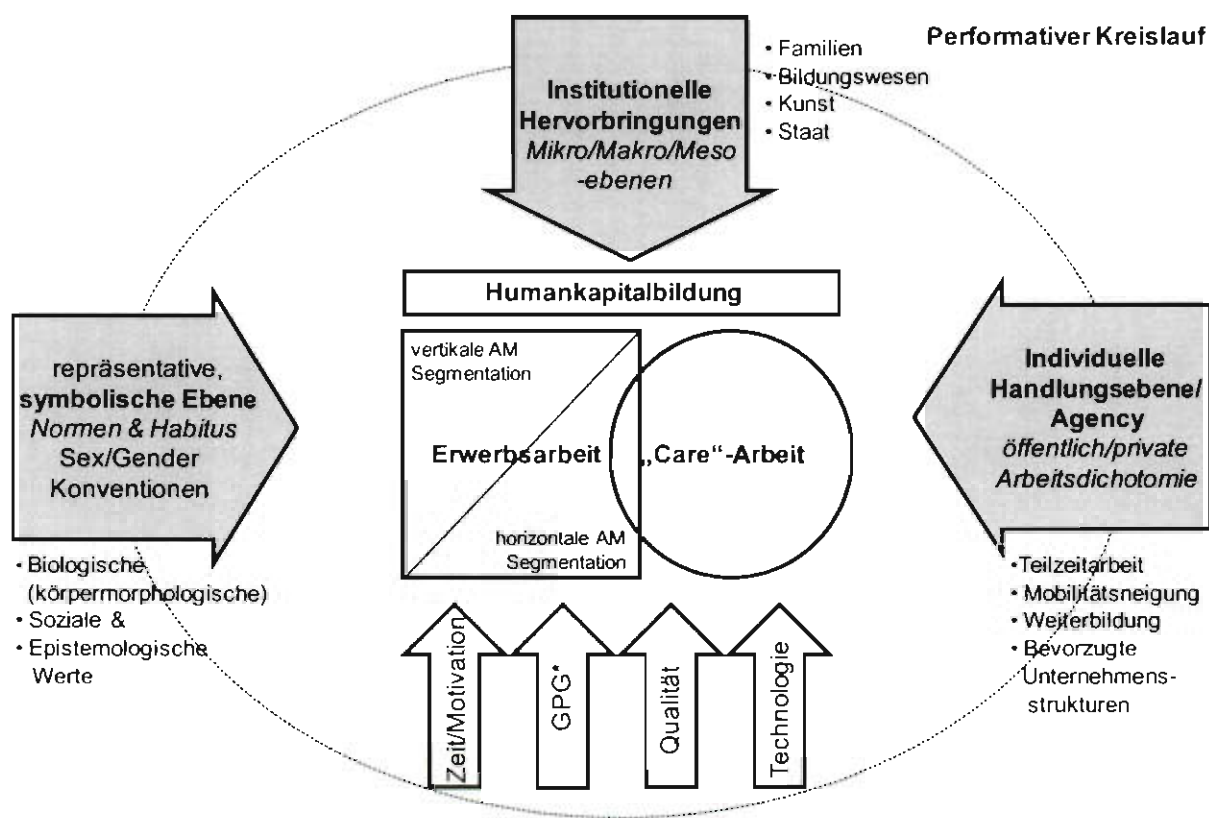 Performativer Kreislauf
Institutionelle
Hervorbringungen
Mikro/Makro/Meso
-ebenen
• Familien
• Bildungswesen
• Kunst
• Staat
Humankapitalbildung
repräsentative,
symbolische Ebene
Normen & Habitus
Sex/Gender
Konventionen
• Biologische
(körpermorphologische)
• Soziale &
• Epistemologische
Werte
vertikale AM
Segmentation
Erwerbsarbeit
„Care“-Arbeit
horizontale AM
Segmentation
Individuelle
Handlungsebene/
Agency
öffentlich/private
Arbeitsdichotomie
• Teilzeitarbeit
• Mobilitätsneigung
• Weiterbildung
• Bevorzugte
Unternehmens-
strukturen
Zeit/Motivation
GPG*
Qualität
Technologie